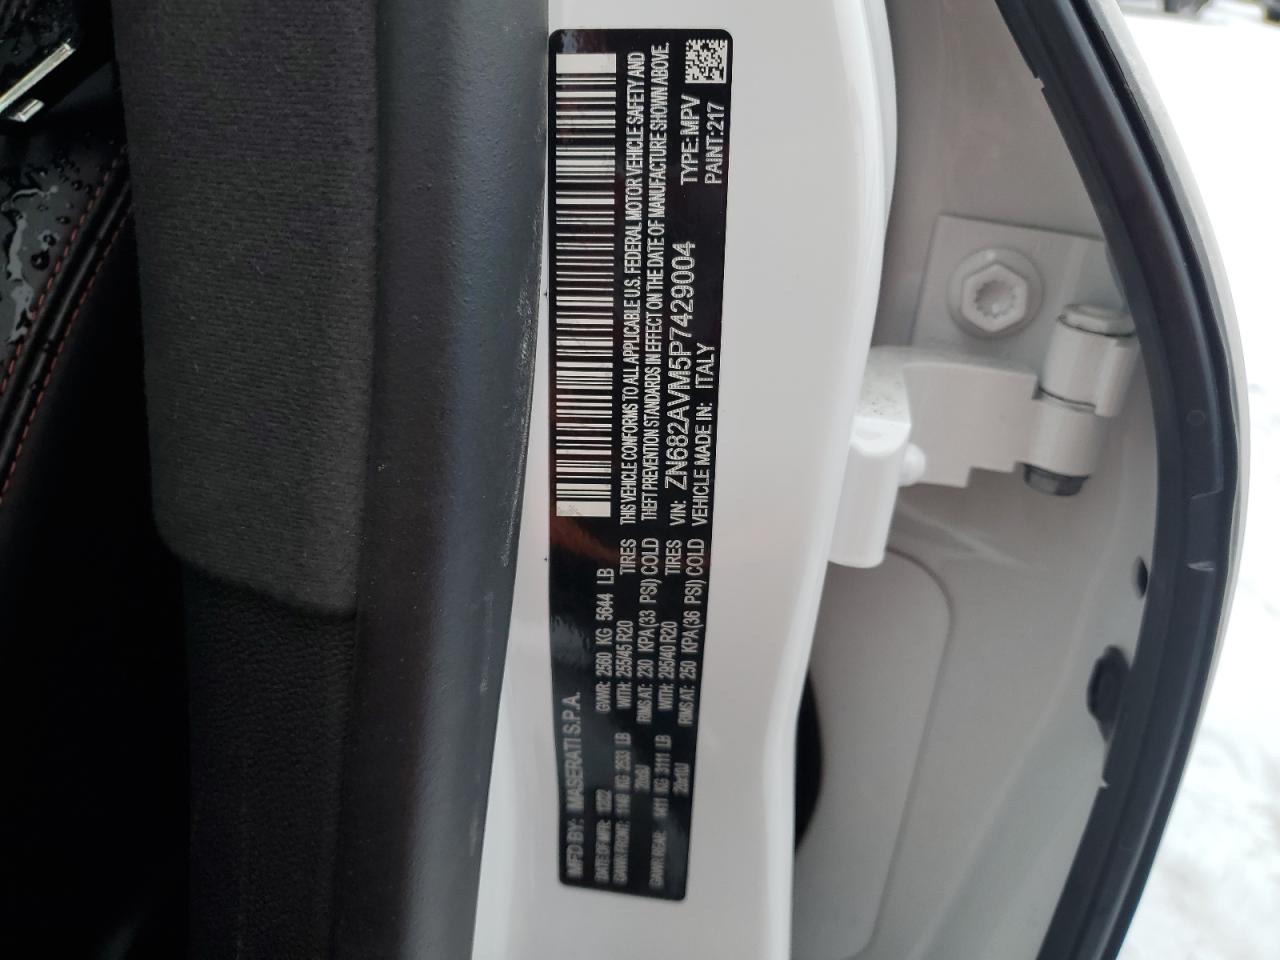 MFD BY: MASERATI S.P.A.
DATE OF MFR: 1222 GVWR: 2560 KG 5644 LB
GAWR FRONT: 1149 KG 2533 LB WITH: 255/45 R20 TIRES
20x9J RIMS AT: 230 KPA (33 PSI) COLD
GAWR REAR: 1411 KG 3111 LB WITH: 295/40 R20 TIRES
20x10J RIMS AT: 250 KPA (36 PSI) COLD
THIS VEHICLE CONFORMS TO ALL APPLICABLE U.S. FEDERAL MOTOR VEHICLE SAFETY AND
THEFT PREVENTION STANDARDS IN EFFECT ON THE DATE OF MANUFACTURE SHOWN ABOVE.
VIN: ZN682AVM5P7429004 TYPE: MPV
VEHICLE MADE IN: ITALY PAINT: 217